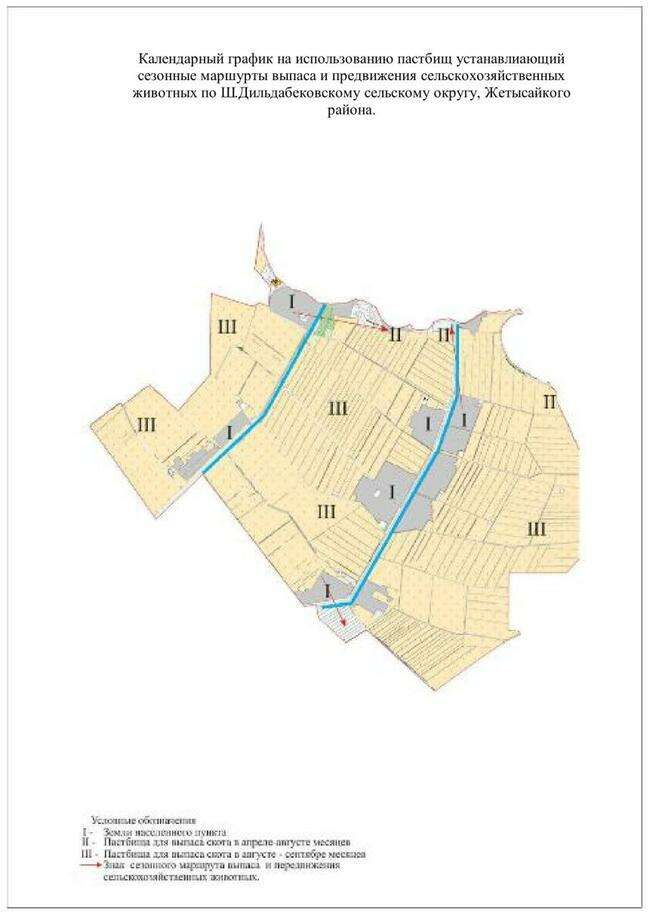 Календарный график на использованию пастбищ устанавлиающий
сезонные маршурты выпаса и предвижения сельскохозяйственных
животных по Ш.Дильдабековскому сельскому округу, Жетысайкого
района.
I
III
II
II
III
II
III
I
I
I
I
III
III
I
Условные обозначения
I - Земли населенного пункта
II - Пастбища для выпаса скота в апреле-августе месяцев
III - Пастбища для выпаса скота в августе - сентябре месяцев
Знак сезонного маршрута выпаса и передвижения
сельскохозяйственных животных.